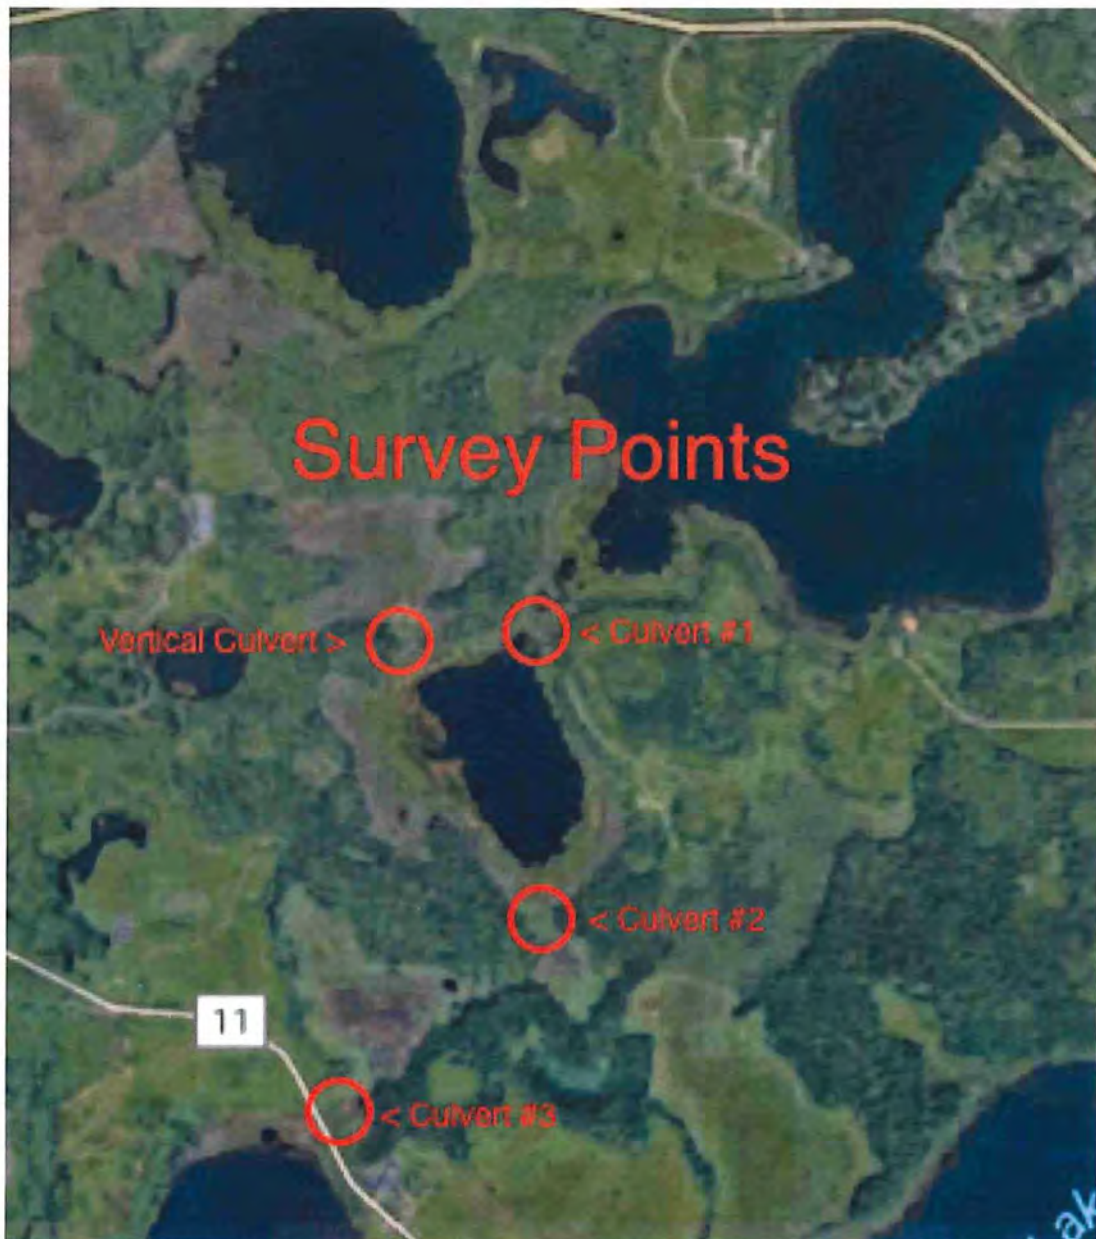 Survey Points
Vertical Culvert >
< Culvert #1
< Culvert #2
11
< Culvert #3